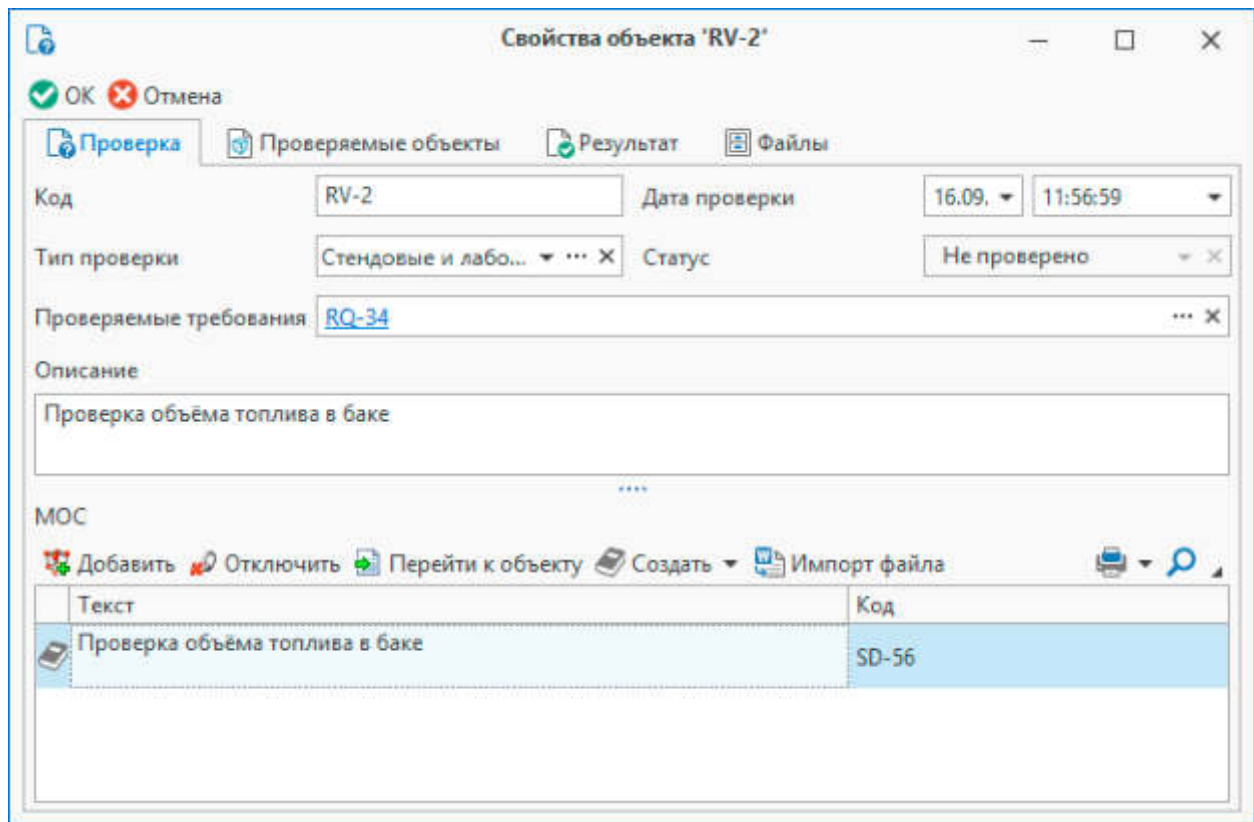 Свойства объекта 'RV-2'
ОК Отмена
Проверка Проверяемые объекты Результат Файлы
Код RV-2 Дата проверки 16.09. 11:56:59
Тип проверки Стендовые и лабо... Статус Не проверено
Проверяемые требования RQ-34
Описание
Проверка объёма топлива в баке
МОС
Добавить Отключить Перейти к объекту Создать Импорт файла
Текст Код
Проверка объёма топлива в баке SD-56